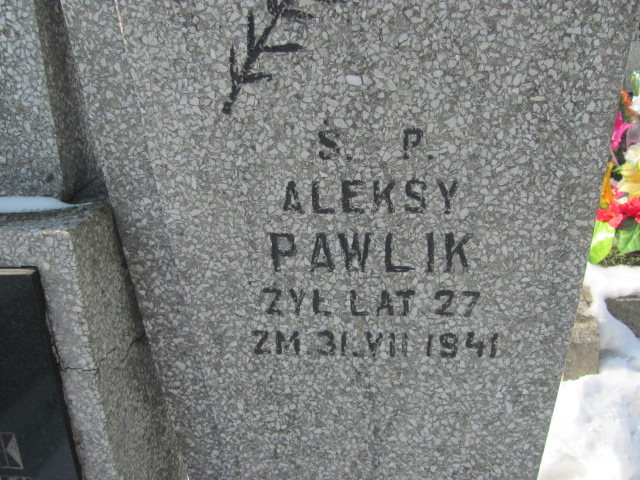 Ś. P.
ALEKSY
PAWLIK
ŻYŁ LAT 27
ZM. 31.VII 1941